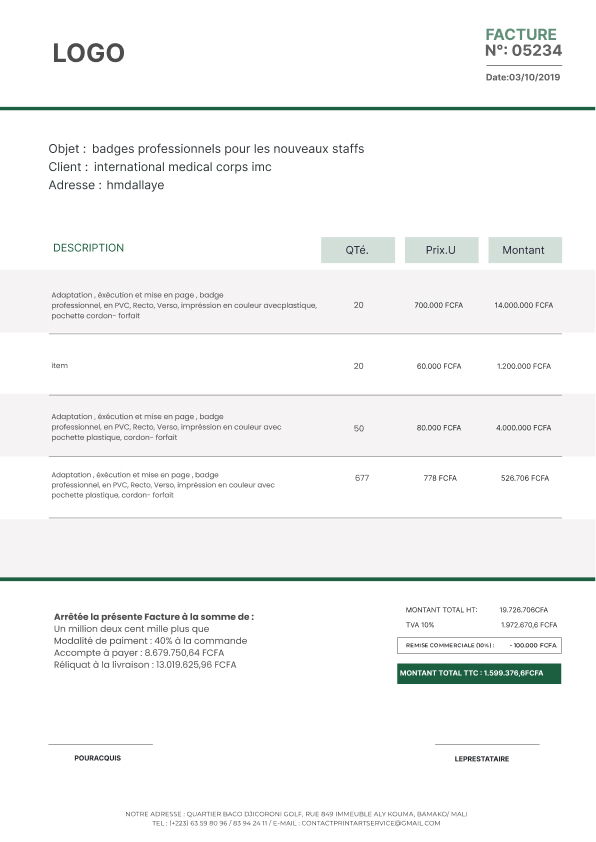 LOGO
FACTURE
N°: 05234
Date:03/10/2019
Objet : badges professionnels pour les nouveaux staffs
Client : international medical corps imc
Adresse : hmdallaye
DESCRIPTION QTé. Prix.U Montant
Adaptation , éxécution et mise en page , badge
professionnel, en PVC, Recto, Verso, impréssion en couleur avecplastique,
pochette cordon- forfait
20 700.000 FCFA 14.000.000 FCFA
item 20 60.000 FCFA 1.200.000 FCFA
Adaptation , éxécution et mise en page , badge
professionnel, en PVC, Recto, Verso, impréssion en couleur avec
pochette plastique, cordon- forfait
50 80.000 FCFA 4.000.000 FCFA
Adaptation , éxécution et mise en page , badge
professionnel, en PVC, Recto, Verso, impréssion en couleur avec
pochette plastique, cordon- forfait
677 778 FCFA 526.706 FCFA
Arrêtée la présente Facture à la somme de :
Un million deux cent mille plus que
Modalité de paiment : 40% à la commande
Accompte à payer : 8.679.750,64 FCFA
Réliquat à la livraison : 13.019.625,96 FCFA
MONTANT TOTAL HT: 19.726.706CFA
TVA 10% 1.972.670,6 FCFA
REMISE COMMERCIALE (10%) : - 100.000 FCFA
MONTANT TOTAL TTC : 1.599.376,6FCFA
POURACQUIS
LEPRESTATAIRE
NOTRE ADRESSE : QUARTIER BACO DJICORONI GOLF, RUE 849 IMMEUBLE ALY KOUMA, BAMAKO/ MALI
TEL : (+223) 63 59 80 96 / 83 94 24 11 / E-MAIL : CONTACTPRINTARTSERVICE@GMAIL.COM